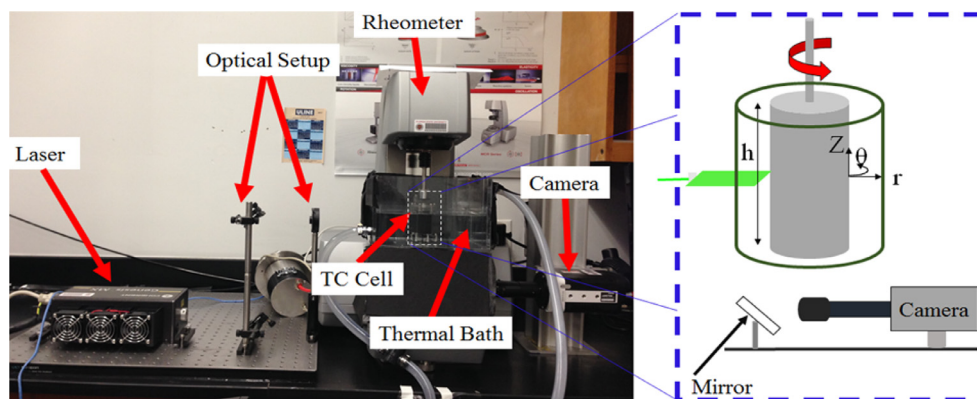 Rheometer
Optical Setup
Laser
Camera
TC Cell
Thermal Bath
h
Z
θ
r
Camera
Mirror